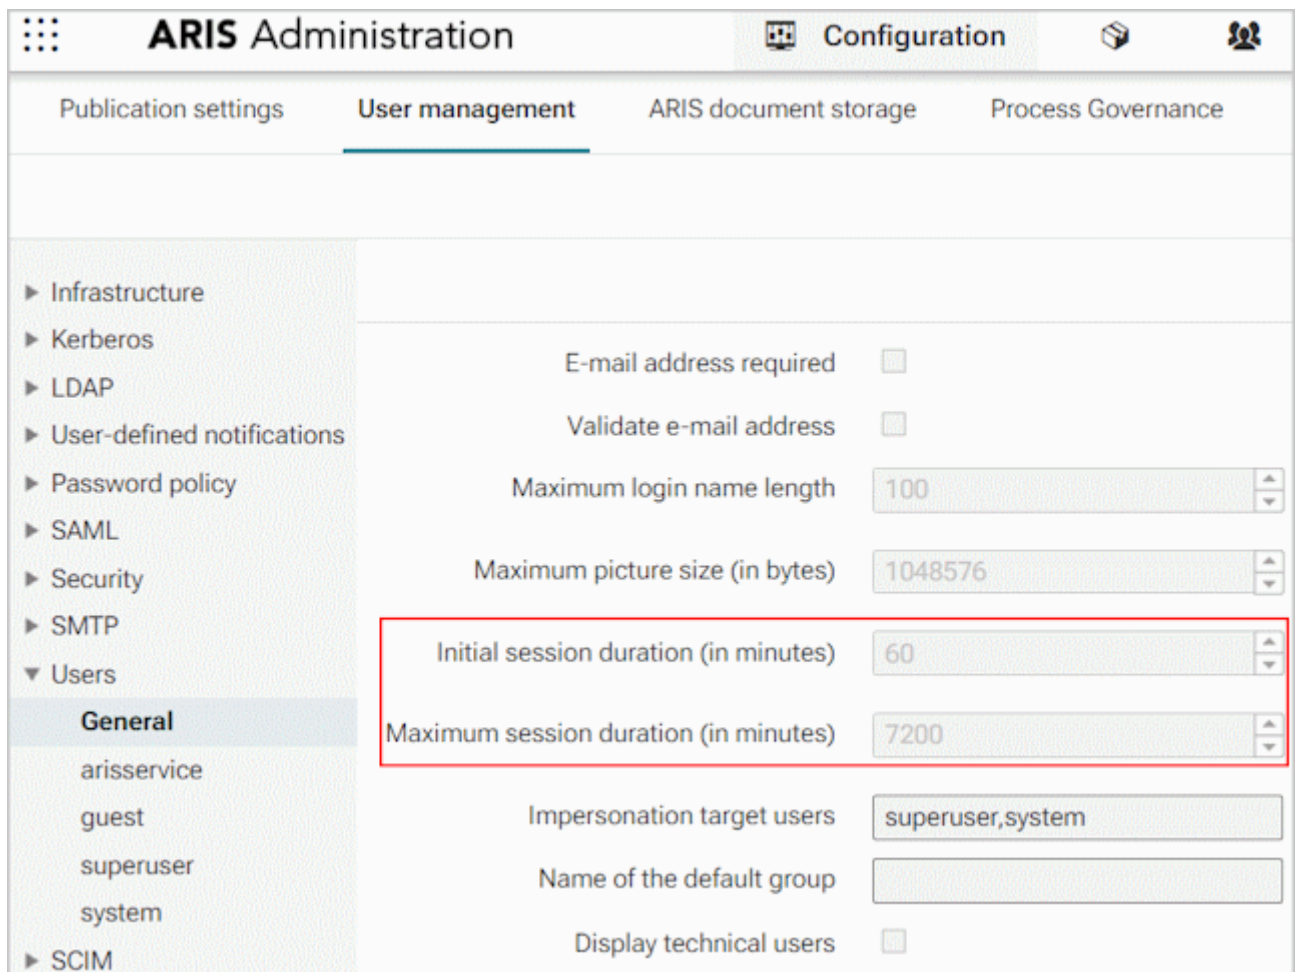 ARIS Administration
Configuration
Publication settings
User management
ARIS document storage
Process Governance
Infrastructure
Kerberos
LDAP
User-defined notifications
Password policy
SAML
Security
SMTP
Users
General
arisservice
guest
superuser
system
SCIM
E-mail address required
Validate e-mail address
Maximum login name length 100
Maximum picture size (in bytes) 1048576
Initial session duration (in minutes) 60
Maximum session duration (in minutes) 7200
Impersonation target users superuser,system
Name of the default group
Display technical users